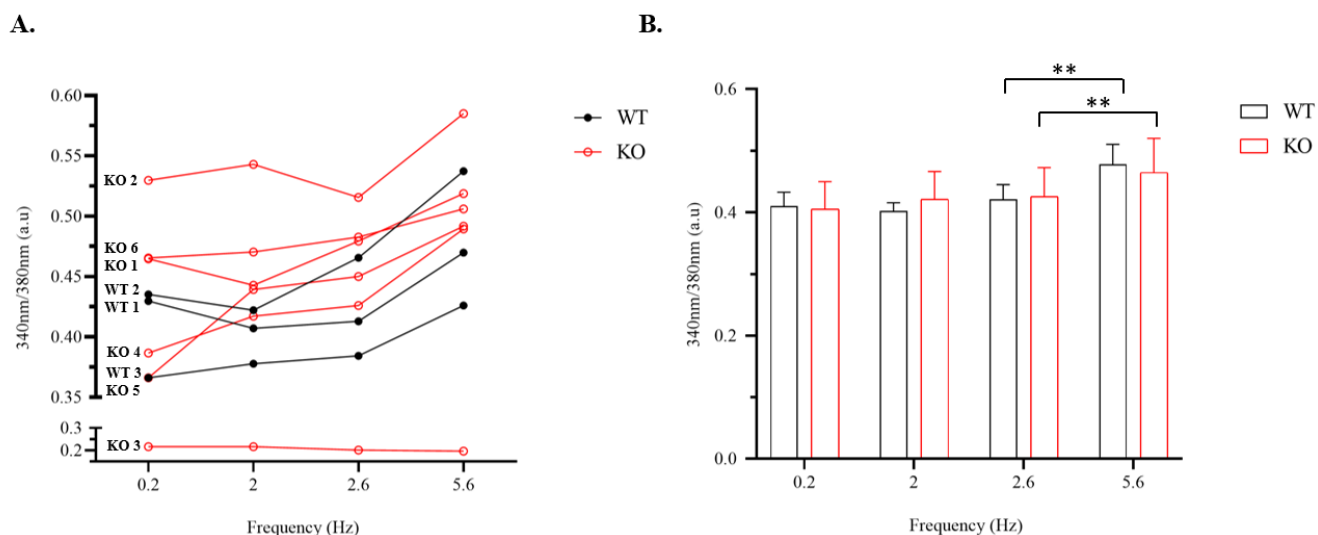 A.
B.
340nm/380nm (a.u)
0.60
0.55
0.50
0.45
0.40
0.35
0.3
0.2
KO 2
KO 6
KO 1
WT 2
WT 1
KO 4
WT 3
KO 5
KO 3
0.2 2 2.6 5.6
Frequency (Hz)
WT
KO
340nm/380nm (a.u)
0.6
0.4
0.2
0.0
**
**
0.2 2 2.6 5.6
Frequency (Hz)
WT
KO